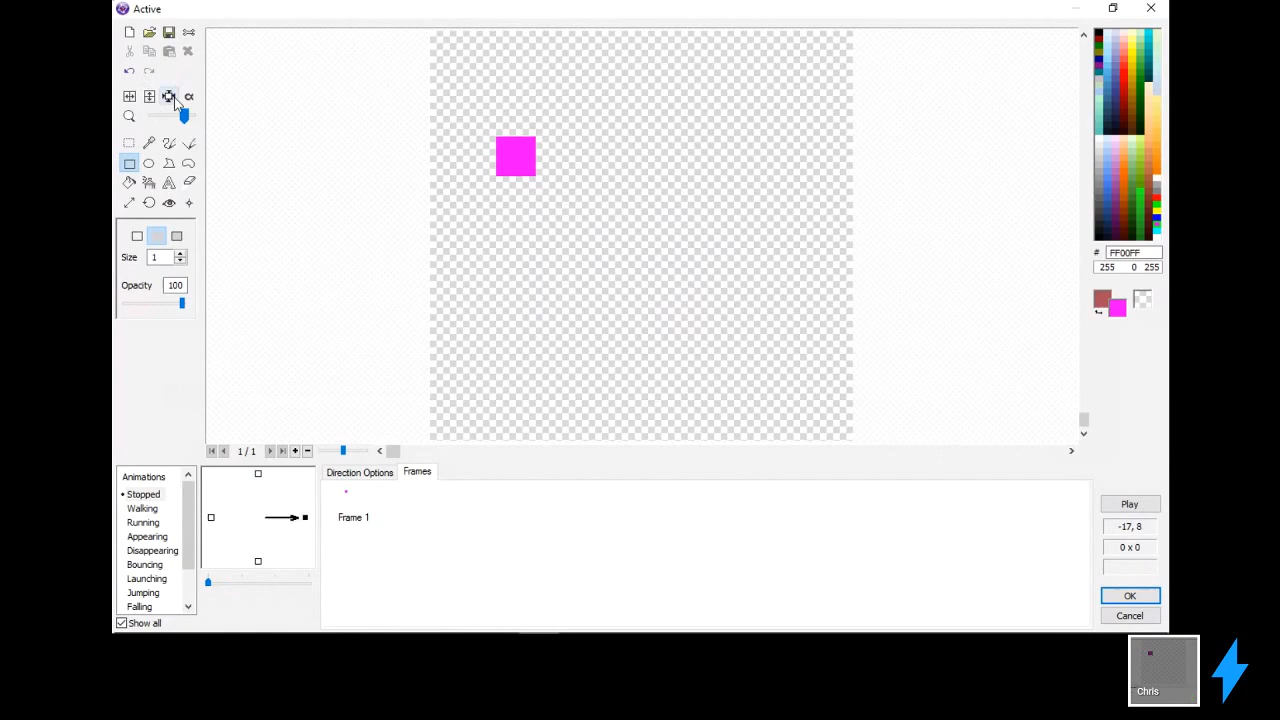 Active
Size 1
Opacity 100
# FF00FF
255 0 255
1 / 1
Animations
Stopped
Walking
Running
Appearing
Disappearing
Bouncing
Launching
Jumping
Falling
Show all
Direction Options
Frames
Frame 1
Play
-17, 8
0 x 0
OK
Cancel
Chris